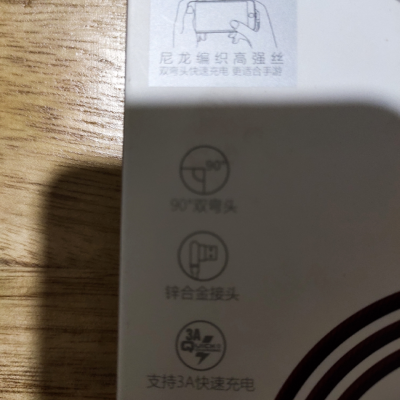 尼龙编织高强丝
双弯头快速充电 更适合手游
90°
90°双弯头
锌合金接头
3A
支持3A快速充电